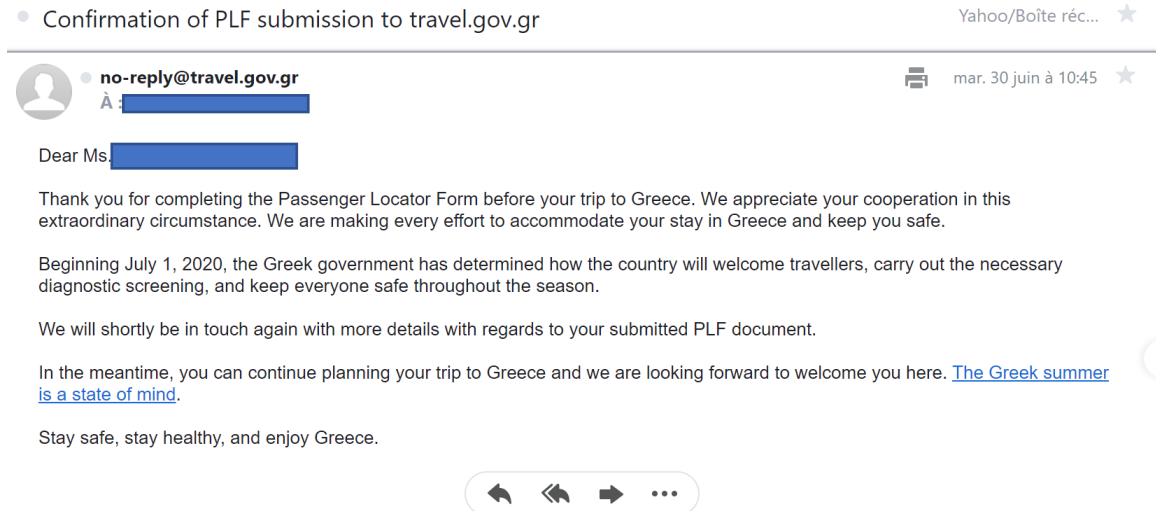 Confirmation of PLF submission to travel.gov.gr
Yahoo/Boîte réc...
no-reply@travel.gov.gr
mar. 30 juin à 10:45
À :
Dear Ms.
Thank you for completing the Passenger Locator Form before your trip to Greece. We appreciate your cooperation in this
extraordinary circumstance. We are making every effort to accommodate your stay in Greece and keep you safe.
Beginning July 1, 2020, the Greek government has determined how the country will welcome travellers, carry out the necessary
diagnostic screening, and keep everyone safe throughout the season.
We will shortly be in touch again with more details with regards to your submitted PLF document.
In the meantime, you can continue planning your trip to Greece and we are looking forward to welcome you here. The Greek summer
is a state of mind.
Stay safe, stay healthy, and enjoy Greece.